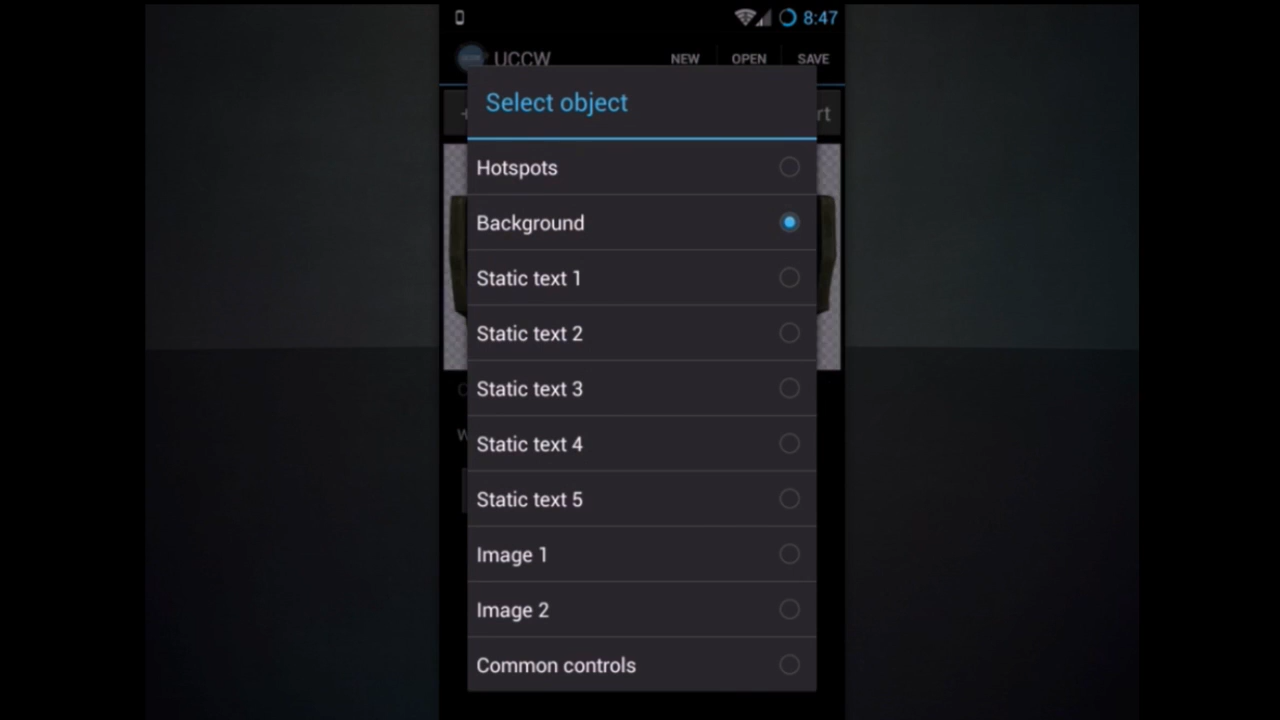 8:47
UCCW
NEW
OPEN
SAVE
rt
Select object
Hotspots
Background
Static text 1
Static text 2
Static text 3
Static text 4
Static text 5
Image 1
Image 2
Common controls